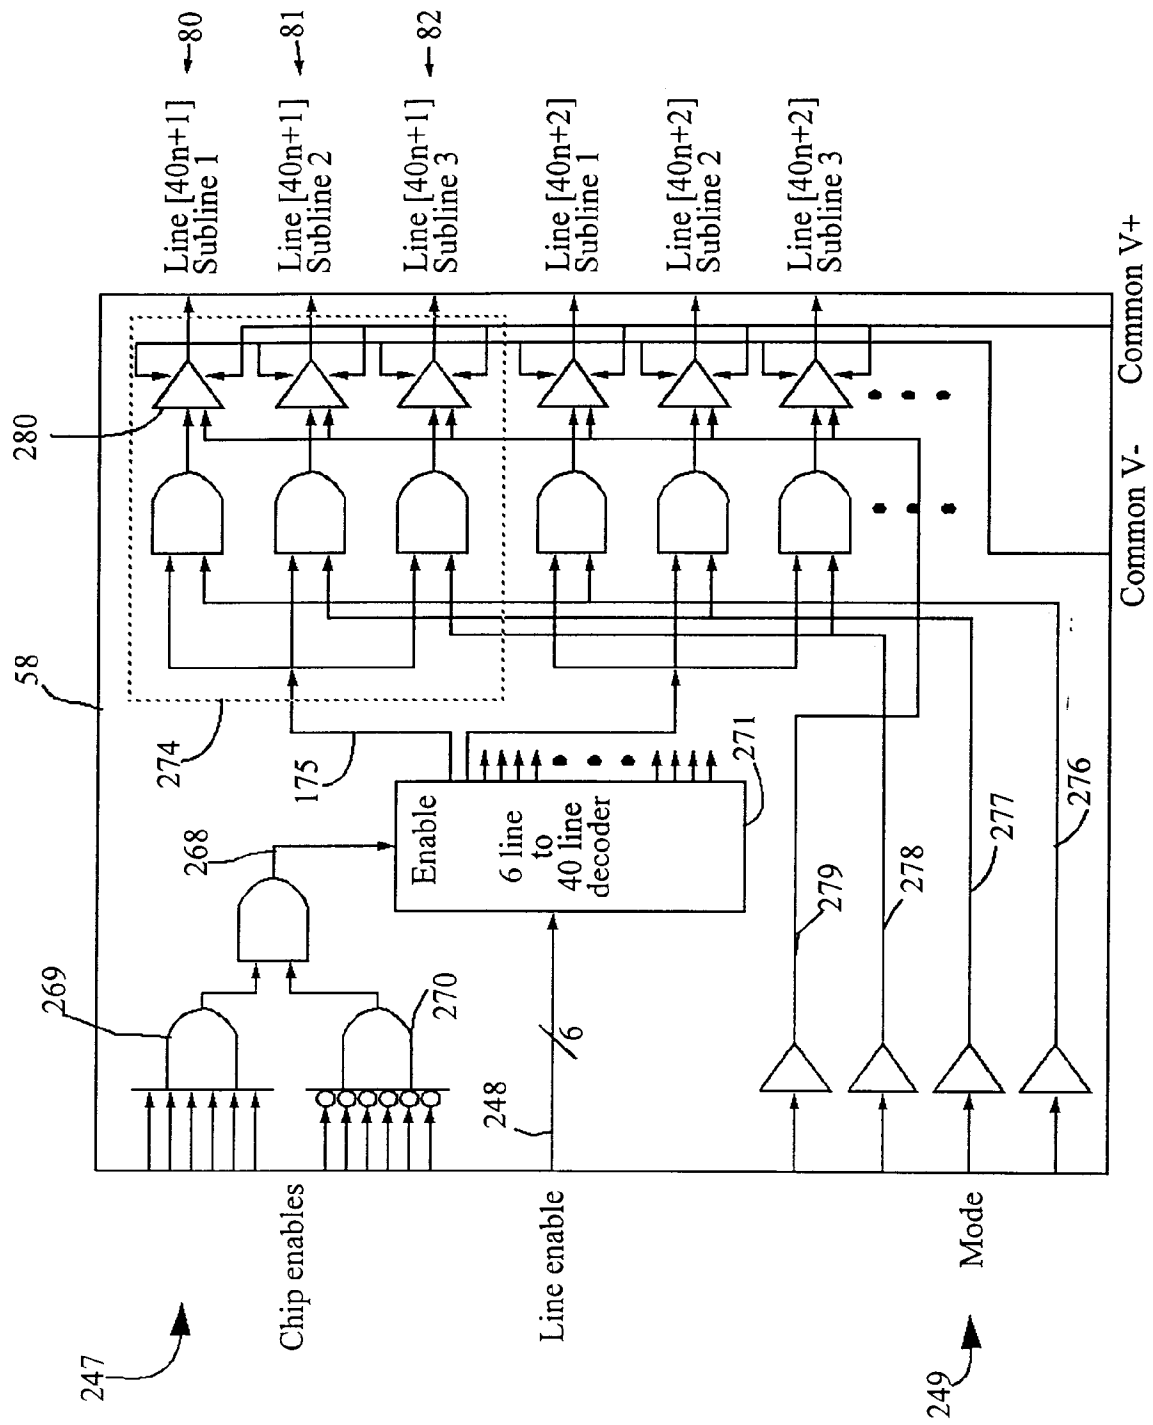 Line [40n+1]
Subline 1
80
Line [40n+1]
Subline 2
81
Line [40n+1]
Subline 3
82
Line [40n+2]
Subline 1
Line [40n+2]
Subline 2
Line [40n+2]
Subline 3
280
58
274
175
268
269
270
Enable
6 line
to
40 line
decoder
271
248
6
279
278
277
276
Common V+
Common V-
247
Chip enables
Line enable
249
Mode